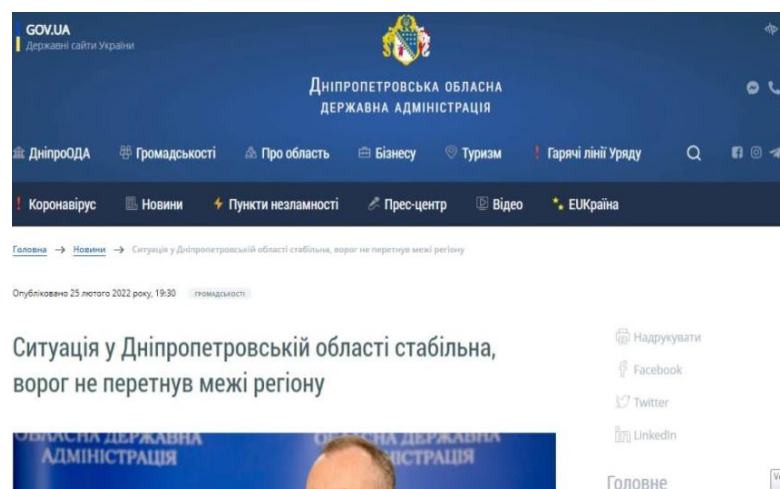 GOV.UA
Державні сайти України
Дніпропетровська обласна
державна адміністрація
ДніпроОДА Громадськості Про область Бізнесу Туризм Гарячі лінії Уряду
Коронавірус Новини Пункти незламності Прес-центр Відео EUКраїна
Головна → Новини → Ситуація у Дніпропетровській області стабільна, ворог не перетнув межі регіону
Опубліковано 25 лютого 2022 року, 19:30 ГРОМАДСЬКОСТІ
Ситуація у Дніпропетровській області стабільна,
ворог не перетнув межі регіону
Надрукувати
Facebook
Twitter
LinkedIn
Головне
ОБЛАСНА ДЕРЖАВНА
АДМІНІСТРАЦІЯ